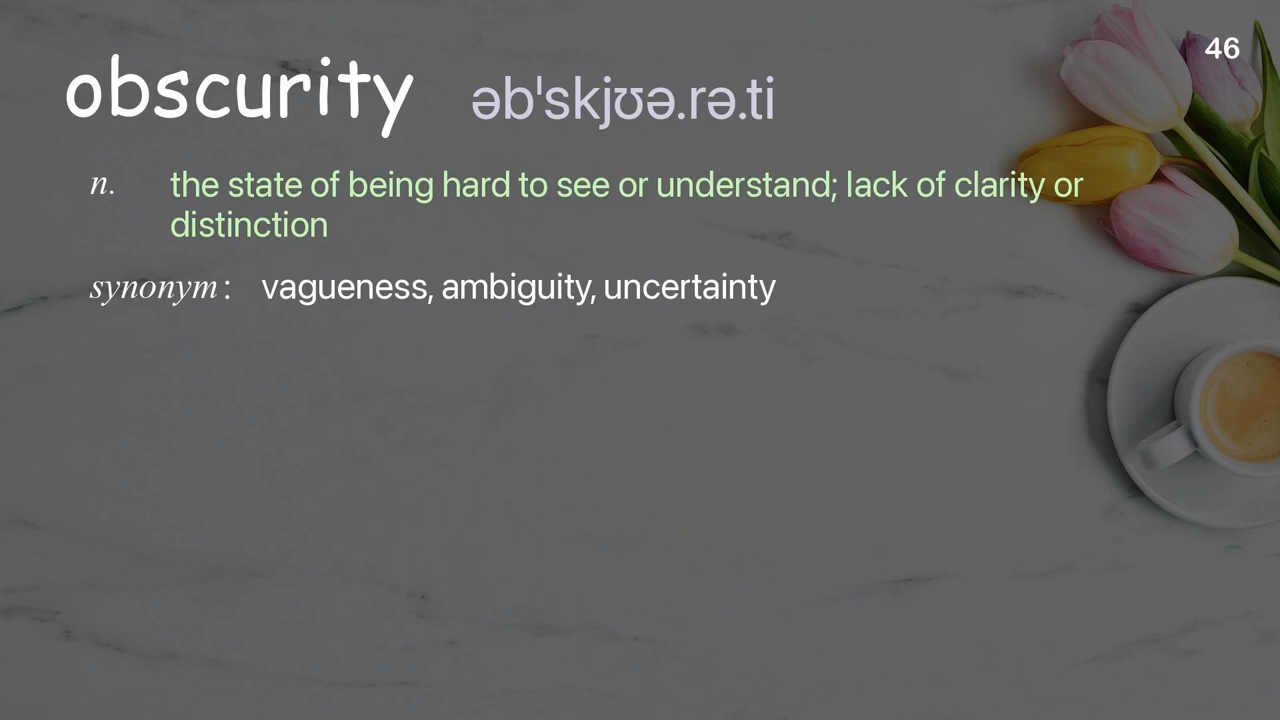 46
obscurity əbˈskjʊə.rə.ti
n. the state of being hard to see or understand; lack of clarity or
distinction
synonym: vagueness, ambiguity, uncertainty